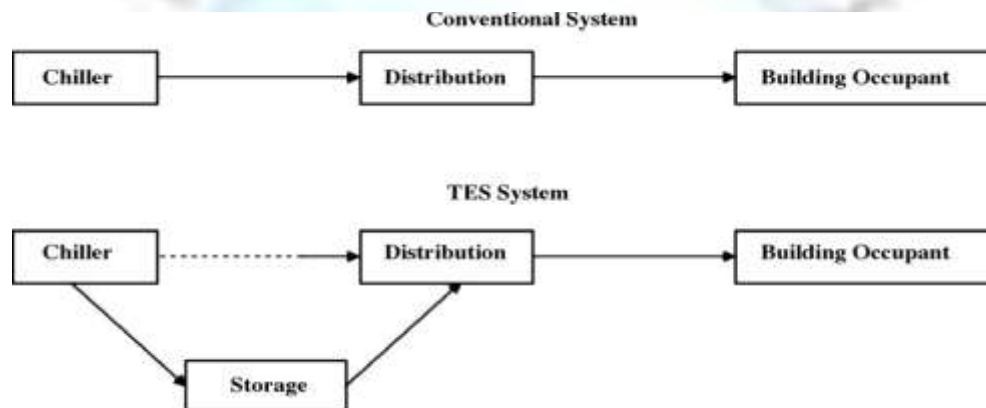 Conventional System
Chiller Distribution Building Occupant
TES System
Chiller Distribution Building Occupant
Storage